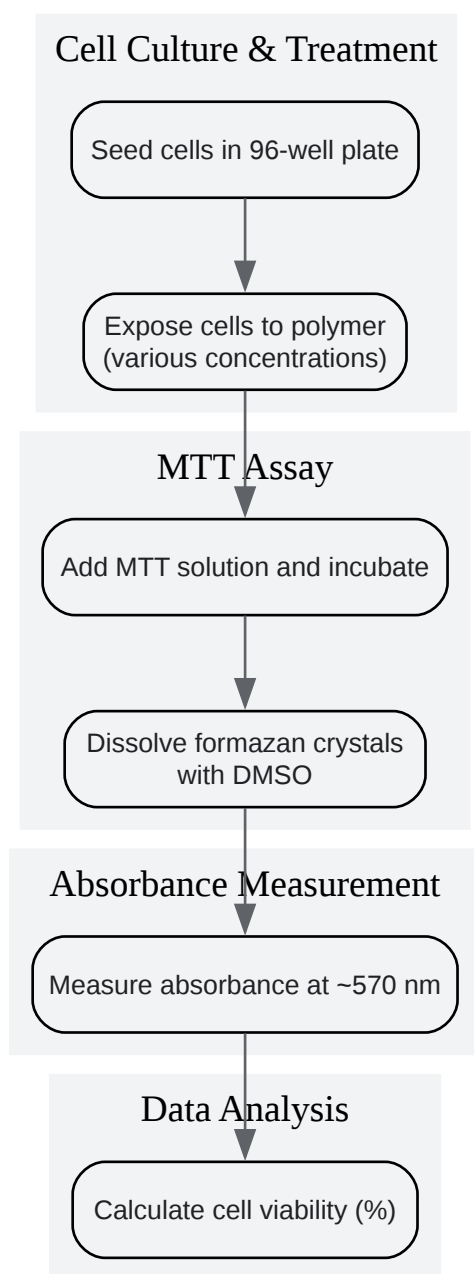 Cell Culture & Treatment
Seed cells in 96-well plate
Expose cells to polymer
(various concentrations)
MTT Assay
Add MTT solution and incubate
Dissolve formazan crystals
with DMSO
Absorbance Measurement
Measure absorbance at ~570 nm
Data Analysis
Calculate cell viability (%)